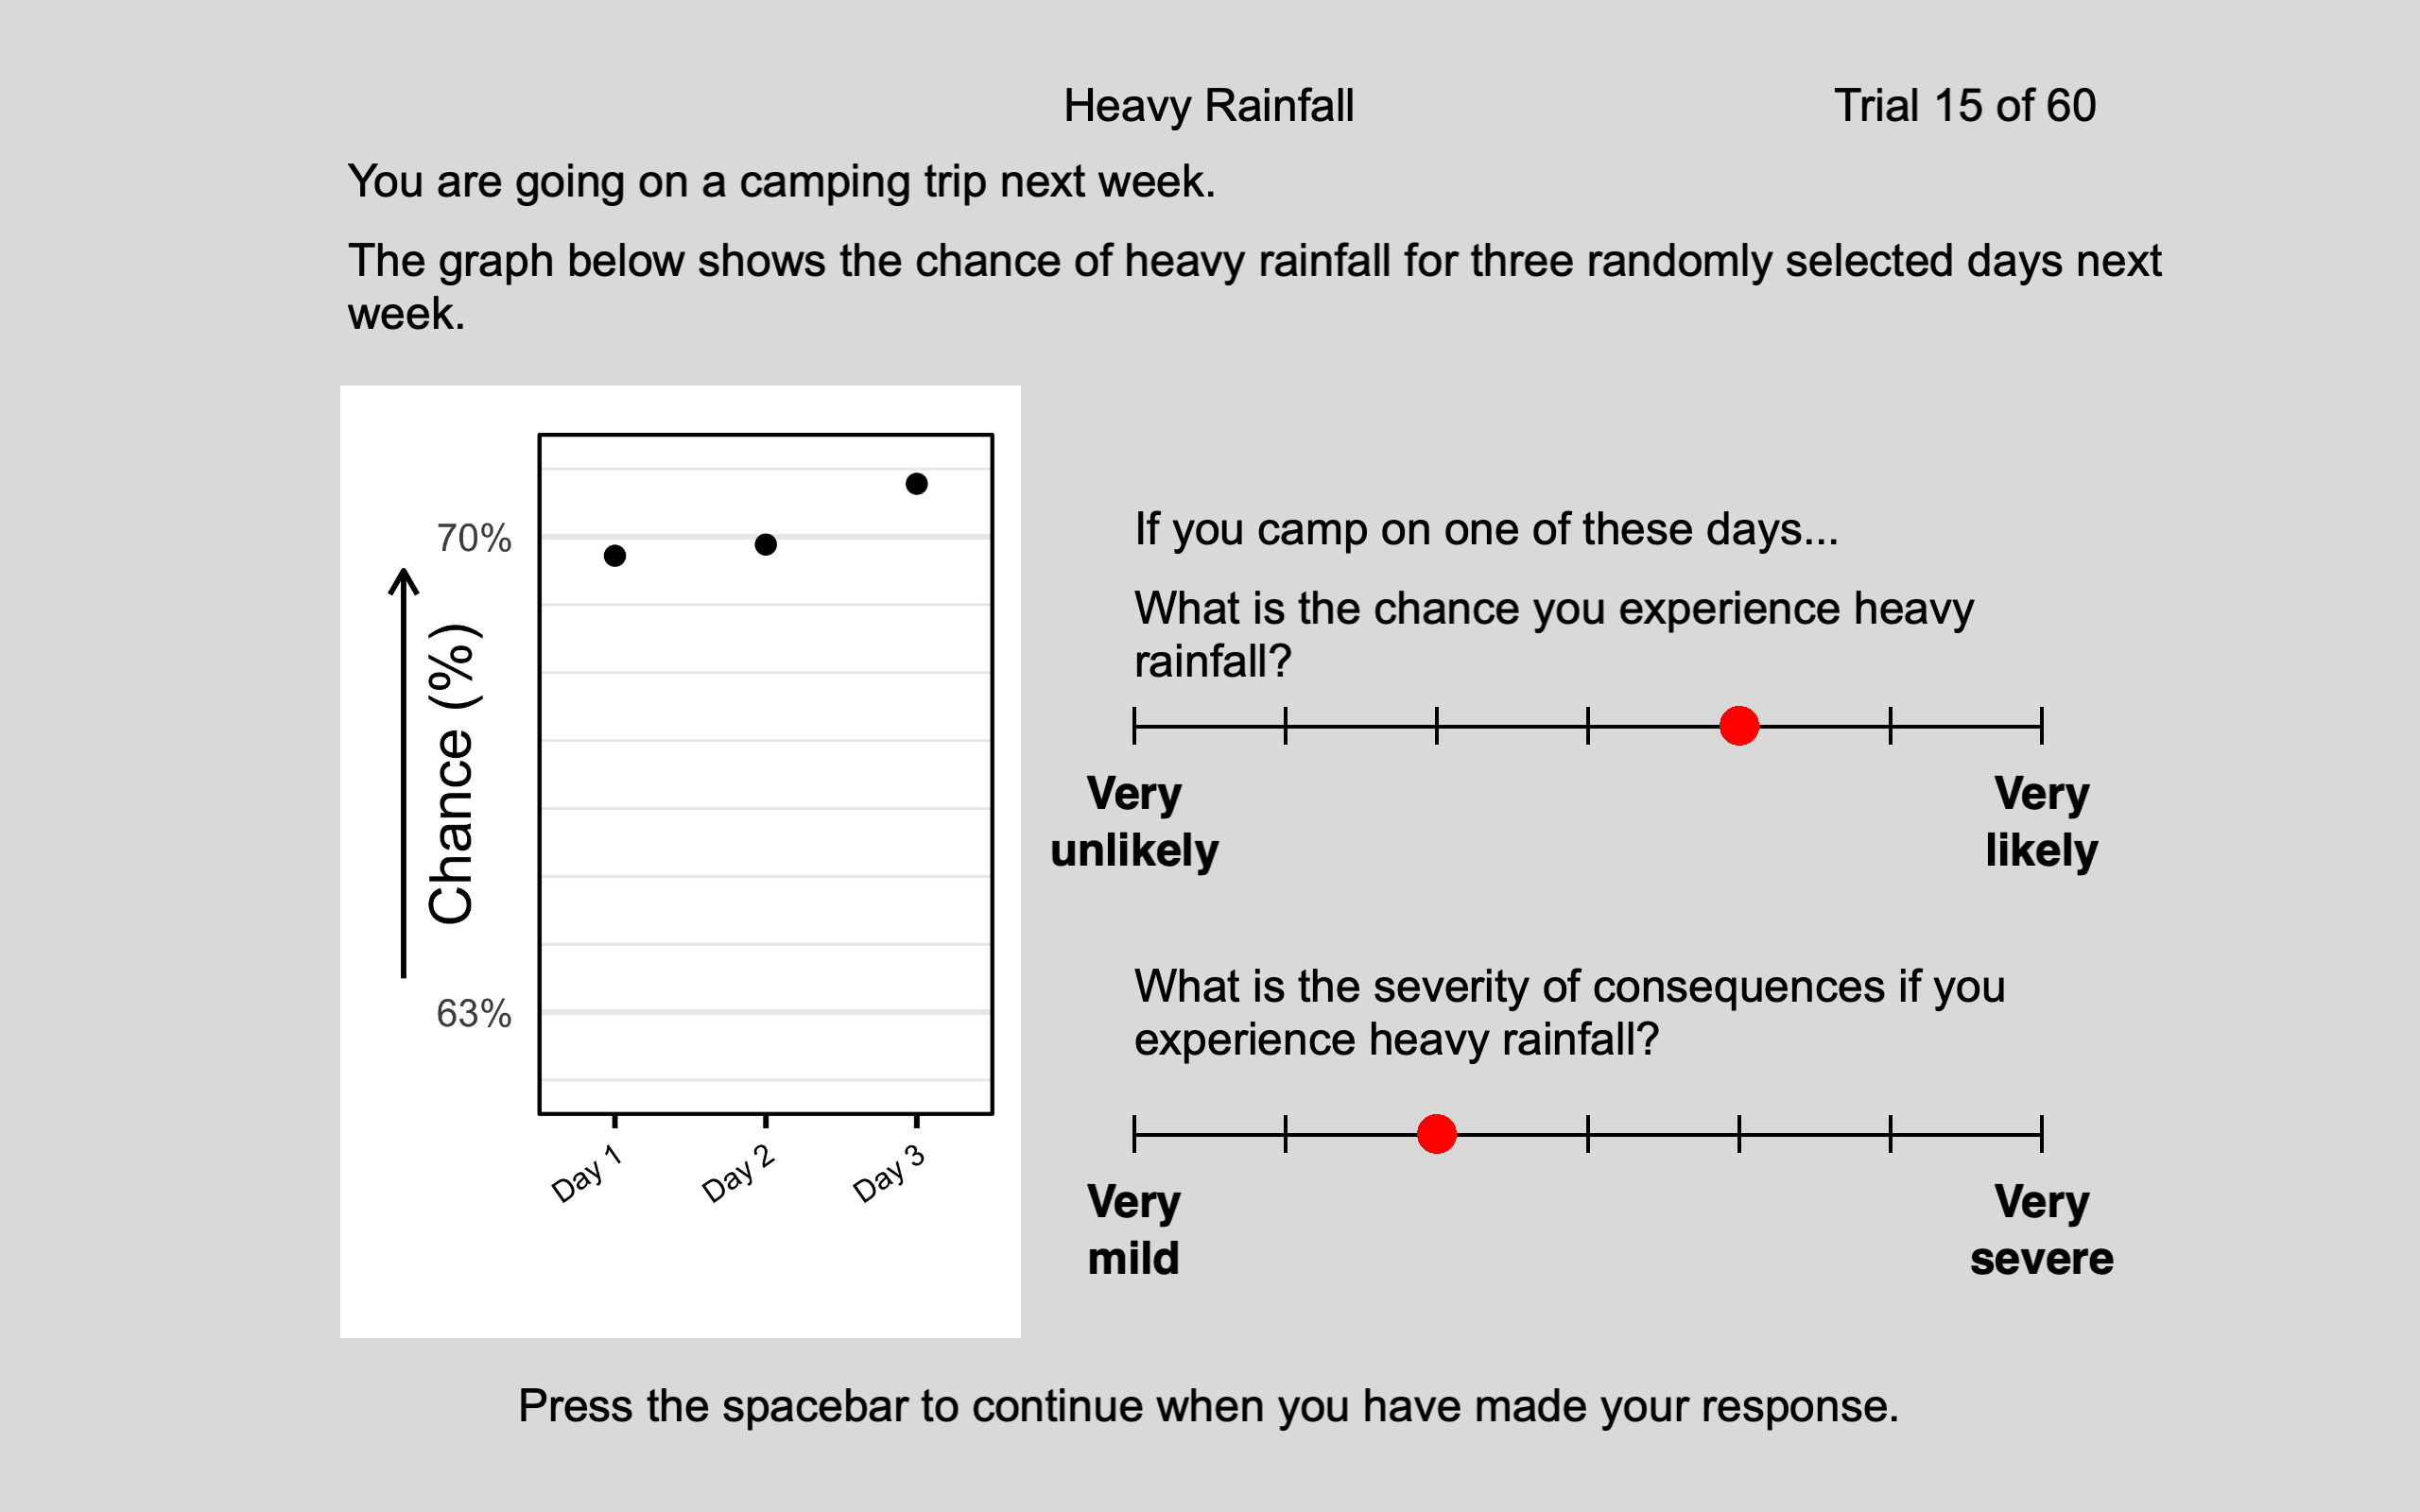 Heavy Rainfall
Trial 15 of 60
You are going on a camping trip next week.
The graph below shows the chance of heavy rainfall for three randomly selected days next
week.
70%
Chance (%)
63%
Day 1
Day 2
Day 3
If you camp on one of these days...
What is the chance you experience heavy
rainfall?
Very
unlikely
Very
likely
What is the severity of consequences if you
experience heavy rainfall?
Very
mild
Very
severe
Press the spacebar to continue when you have made your response.